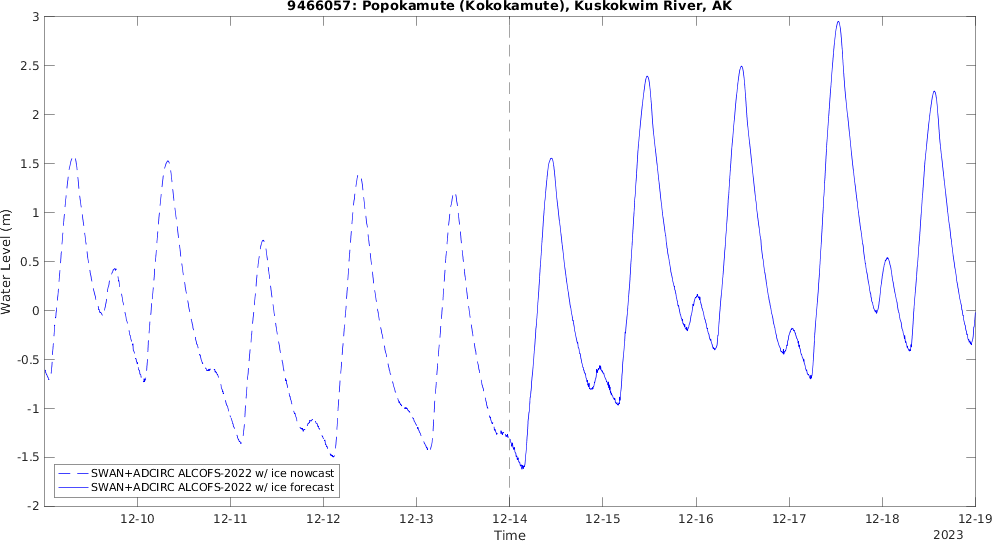 9466057: Popokamute (Kokokamute), Kuskokwim River, AK
3
2.5
2
1.5
1
0.5
0
-0.5
-1
-1.5
-2
Water Level (m)
SWAN+ADCIRC ALCOFS-2022 w/ ice nowcast
SWAN+ADCIRC ALCOFS-2022 w/ ice forecast
12-10 12-11 12-12 12-13 12-14 12-15 12-16 12-17 12-18 12-19
Time
2023